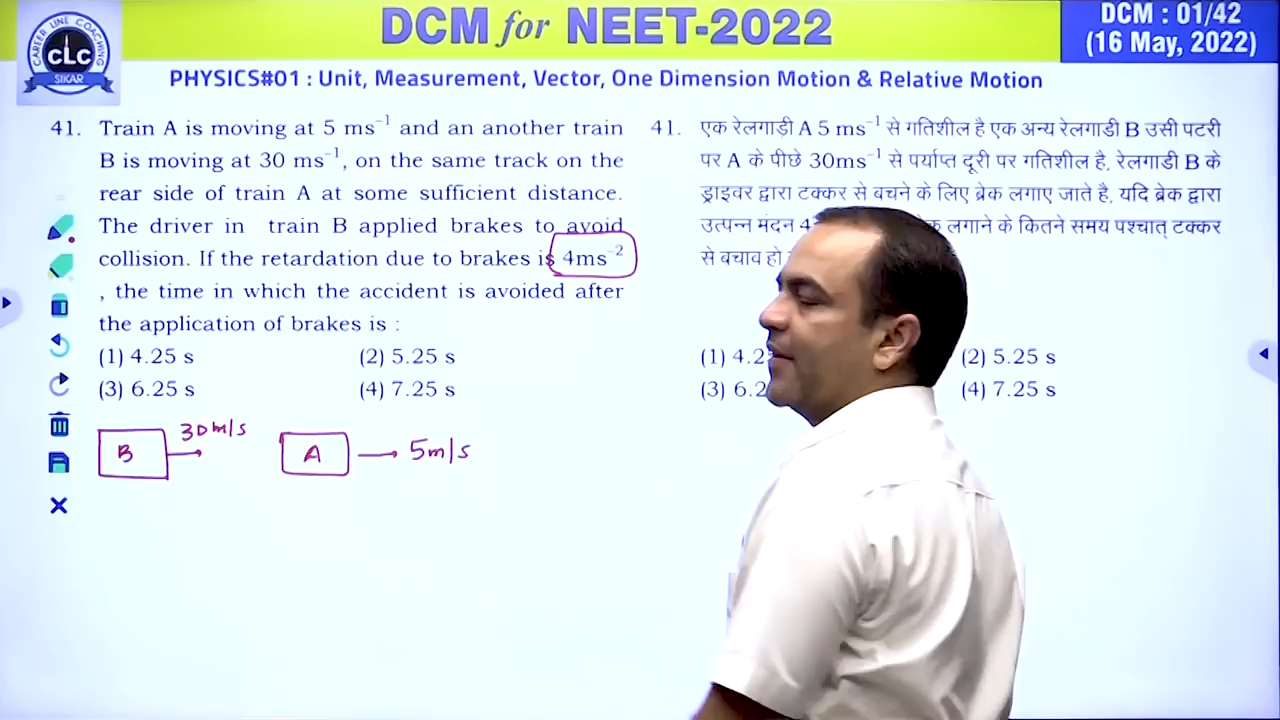 CAREER LINE COACHING
CLC
SIKAR
DCM for NEET-2022
DCM : 01/42
(16 May, 2022)
PHYSICS#01 : Unit, Measurement, Vector, One Dimension Motion & Relative Motion
41. Train A is moving at 5 ms⁻¹ and an another train
B is moving at 30 ms⁻¹, on the same track on the
rear side of train A at some sufficient distance.
The driver in train B applied brakes to avoid
collision. If the retardation due to brakes is 4ms⁻²
, the time in which the accident is avoided after
the application of brakes is :
(1) 4.25 s (2) 5.25 s
(3) 6.25 s (4) 7.25 s
B 30m/s A 5m/s
41. एक रेलगाड़ी A 5 ms⁻¹ से गतिशील है एक अन्य रेलगाडी B उसी पटरी
पर A के पीछे 30ms⁻¹ से पर्याप्त दूरी पर गतिशील है, रेलगाडी B के
ड्राइवर द्वारा टक्कर से बचने के लिए ब्रेक लगाए जाते है, यदि ब्रेक द्वारा
उत्पन्न मंदन लगाने के कितने समय पश्चात् टक्कर
से बचाव
(1) 4.2 (2) 5.25 s
(3) 6.2 (4) 7.25 s